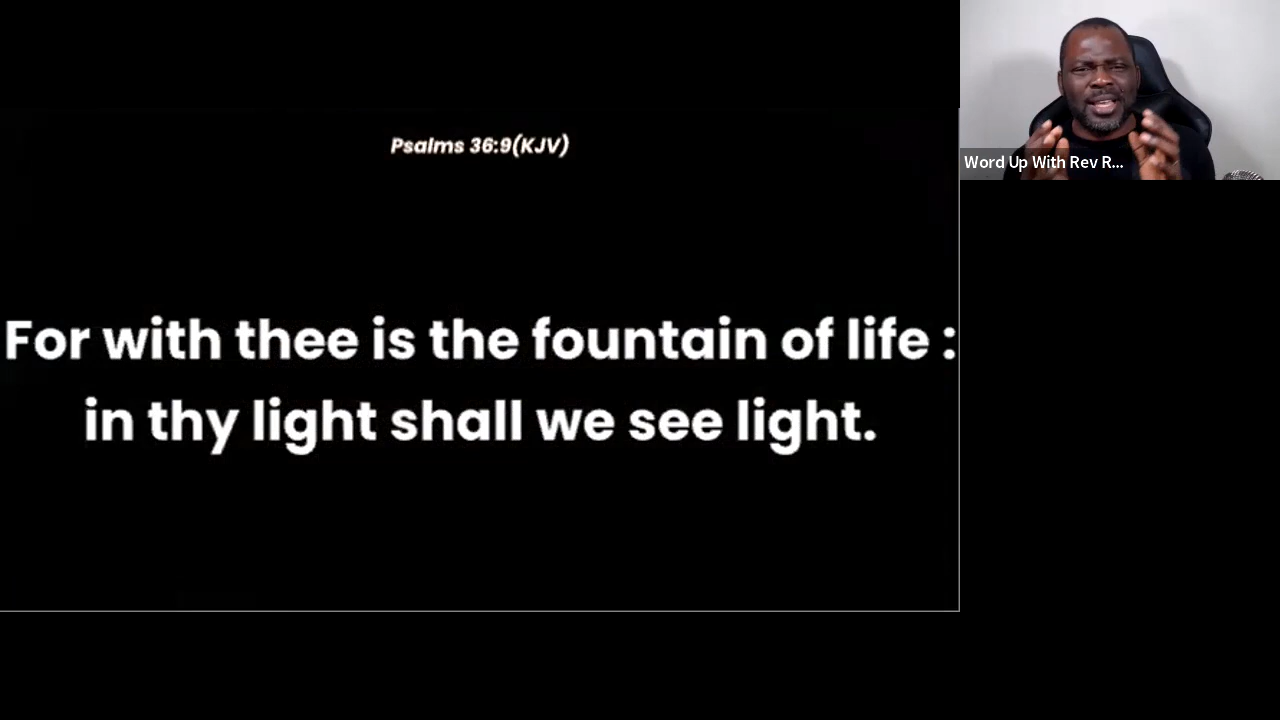 Psalms 36:9(KJV)
Word Up With Rev R...
For with thee is the fountain of life :
in thy light shall we see light.